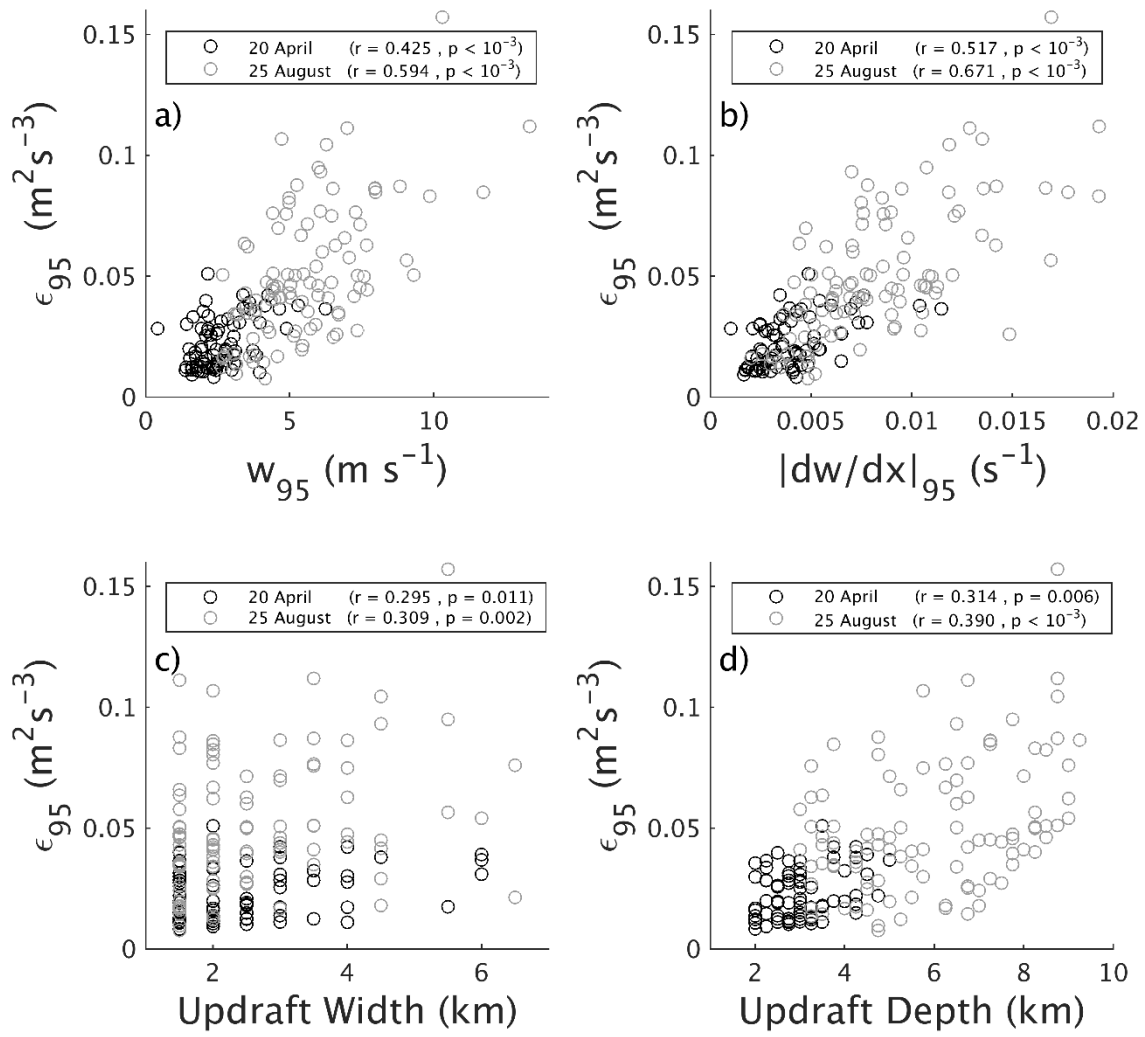 0.15
0.1
0.05
0
ϵ95 (m²s⁻³)
20 April (r = 0.425 , p < 10⁻³)
25 August (r = 0.594 , p < 10⁻³)
a)
0 5 10
w95 (m s⁻¹)
0.15
0.1
0.05
0
ϵ95 (m²s⁻³)
20 April (r = 0.517 , p < 10⁻³)
25 August (r = 0.671 , p < 10⁻³)
b)
0 0.005 0.01 0.015 0.02
|dw/dx|95 (s⁻¹)
0.15
0.1
0.05
0
ϵ95 (m²s⁻³)
20 April (r = 0.295 , p = 0.011)
25 August (r = 0.309 , p = 0.002)
c)
2 4 6
Updraft Width (km)
0.15
0.1
0.05
0
ϵ95 (m²s⁻³)
20 April (r = 0.314 , p = 0.006)
25 August (r = 0.390 , p < 10⁻³)
d)
2 4 6 8 10
Updraft Depth (km)